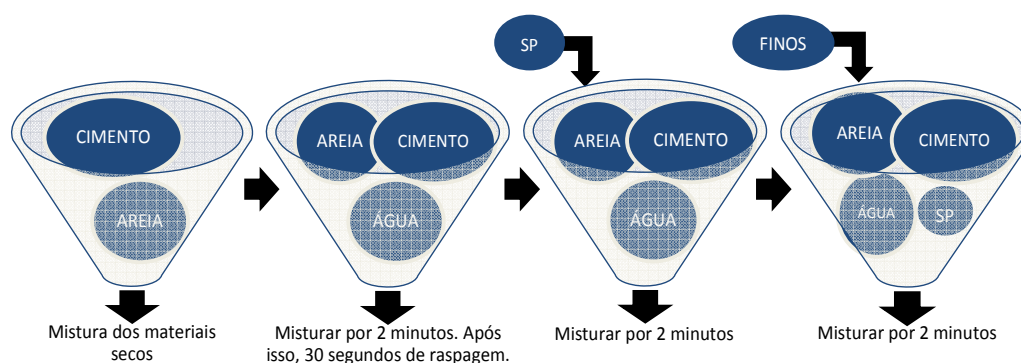 SP
FINOS
CIMENTO
AREIA
AREIA
CIMENTO
ÁGUA
AREIA
CIMENTO
ÁGUA
AREIA
CIMENTO
ÁGUA
SP
Mistura dos materiais
secos
Misturar por 2 minutos. Após
isso, 30 segundos de raspagem.
Misturar por 2 minutos
Misturar por 2 minutos